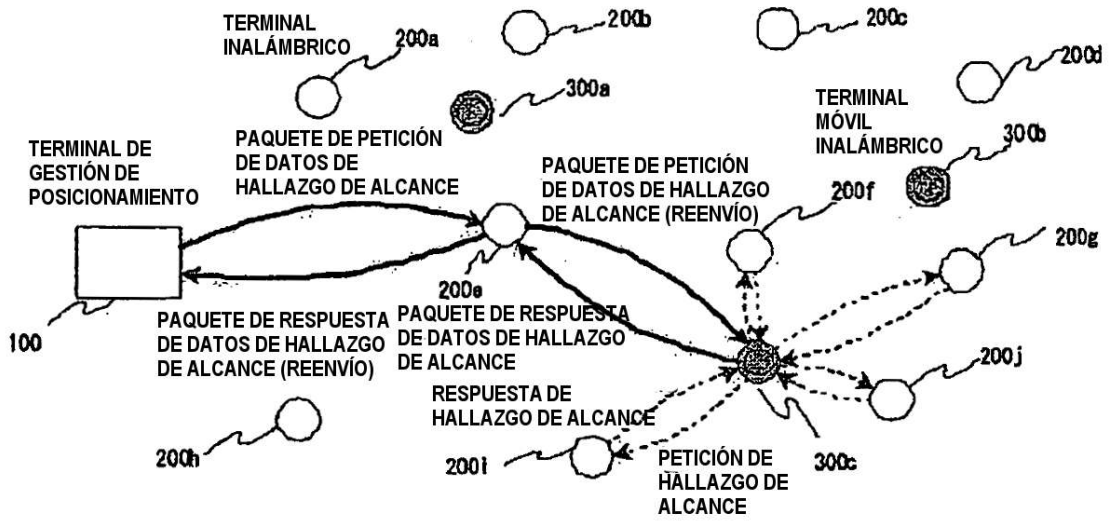 TERMINAL
INALÁMBRICO
200a
200b
200c
200d
300a
TERMINAL
MÓVIL
INALÁMBRICO
300b
TERMINAL DE
GESTIÓN DE
POSICIONAMIENTO
PAQUETE DE PETICIÓN
DE DATOS DE
HALLAZGO DE ALCANCE
PAQUETE DE PETICIÓN
DE DATOS DE HALLAZGO
DE ALCANCE (REENVÍO)
200f
200g
200e
100
PAQUETE DE RESPUESTA
DE DATOS DE HALLAZGO
DE ALCANCE (REENVÍO)
PAQUETE DE RESPUESTA
DE DATOS DE HALLAZGO
DE ALCANCE
200j
RESPUESTA DE
HALLAZGO DE ALCANCE
200h
200i
PETICIÓN DE
HALLAZGO DE
ALCANCE
300c